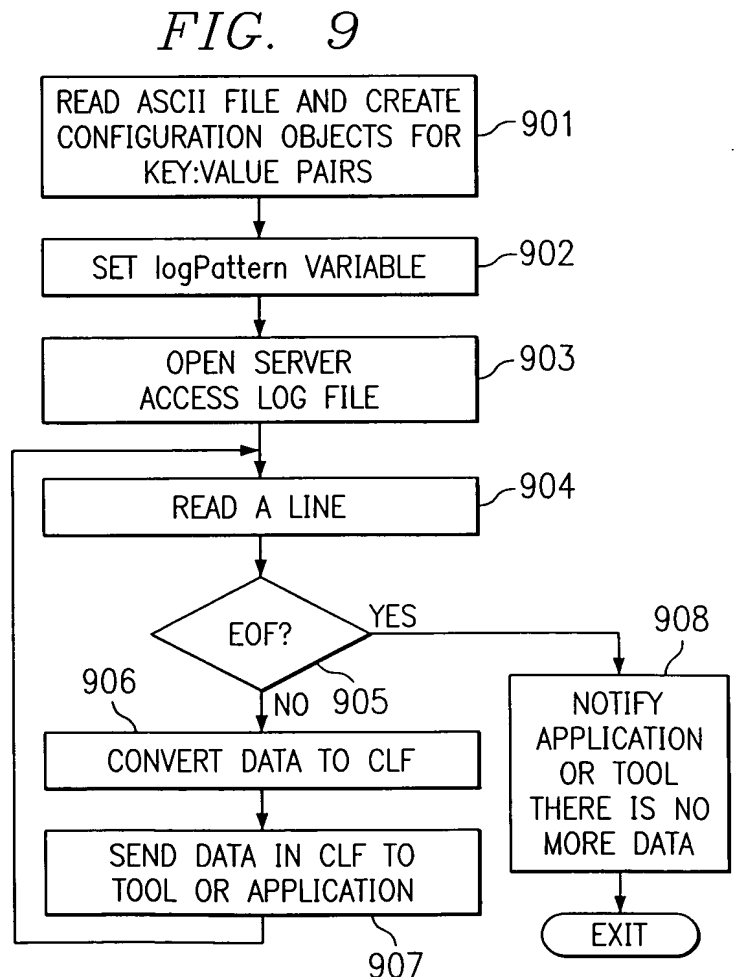 FIG. 9
READ ASCII FILE AND CREATE
CONFIGURATION OBJECTS FOR
KEY:VALUE PAIRS
901
SET logPattern VARIABLE
902
OPEN SERVER
ACCESS LOG FILE
903
READ A LINE
904
EOF?
YES
905
NO
906
CONVERT DATA TO CLF
SEND DATA IN CLF TO
TOOL OR APPLICATION
907
908
NOTIFY
APPLICATION
OR TOOL
THERE IS NO
MORE DATA
EXIT